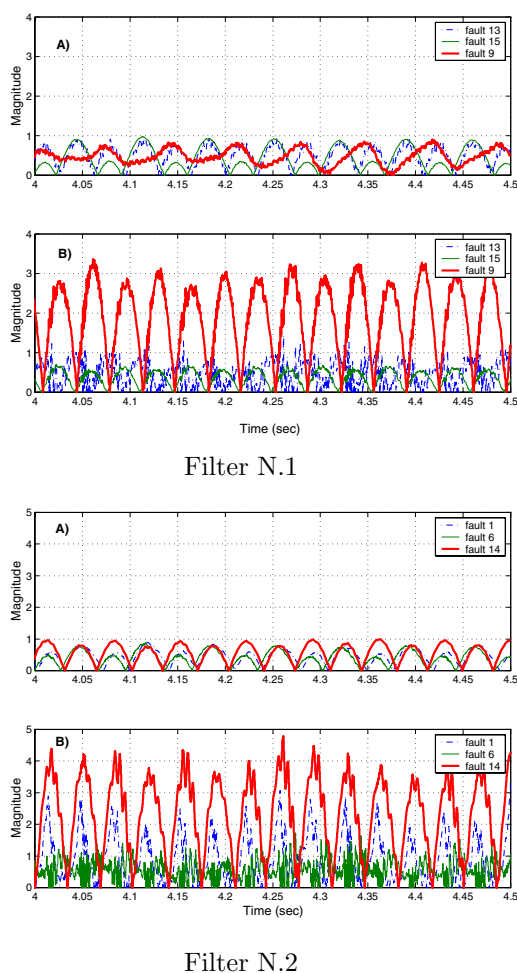 4
A)
fault 13
fault 15
fault 9
3
Magnitude
2
1
0
4 4.05 4.1 4.15 4.2 4.25 4.3 4.35 4.4 4.45 4.5
4
B)
fault 13
fault 15
fault 9
3
Magnitude
2
1
0
4 4.05 4.1 4.15 4.2 4.25 4.3 4.35 4.4 4.45 4.5
Time (sec)
Filter N.1
5
A)
fault 1
fault 6
fault 14
4
3
Magnitude
2
1
0
4 4.05 4.1 4.15 4.2 4.25 4.3 4.35 4.4 4.45 4.5
5
B)
fault 1
fault 6
fault 14
4
3
Magnitude
2
1
0
4 4.05 4.1 4.15 4.2 4.25 4.3 4.35 4.4 4.45 4.5
Time (sec)
Filter N.2